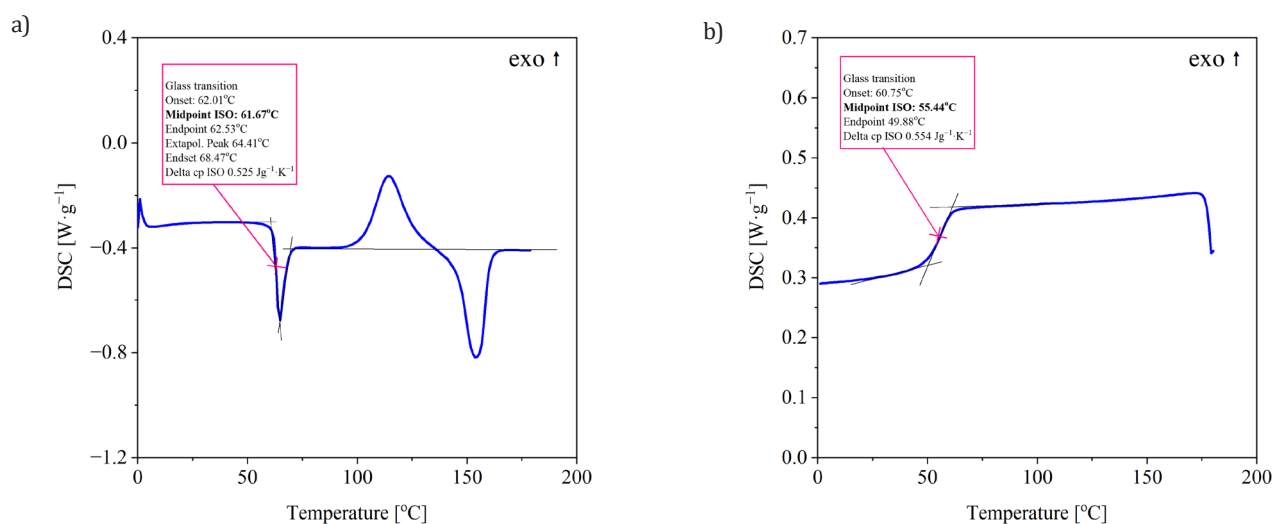 a)
exo ↑
Glass transition
Onset: 62.01°C
Midpoint ISO: 61.67°C
Endpoint 62.53°C
Extapol. Peak 64.41°C
Endset 68.47°C
Delta cp ISO 0.525 Jg⁻¹·K⁻¹
DSC [W·g⁻¹]
0.4
0.0
−0.4
−0.8
−1.2
0 50 100 150 200
Temperature [°C]
b)
exo ↑
Glass transition
Onset: 60.75°C
Midpoint ISO: 55.44°C
Endpoint 49.88°C
Delta cp ISO 0.554 Jg⁻¹·K⁻¹
DSC [W·g⁻¹]
0.7
0.6
0.5
0.4
0.3
0.2
0.1
0.0
0 50 100 150 200
Temperature [°C]